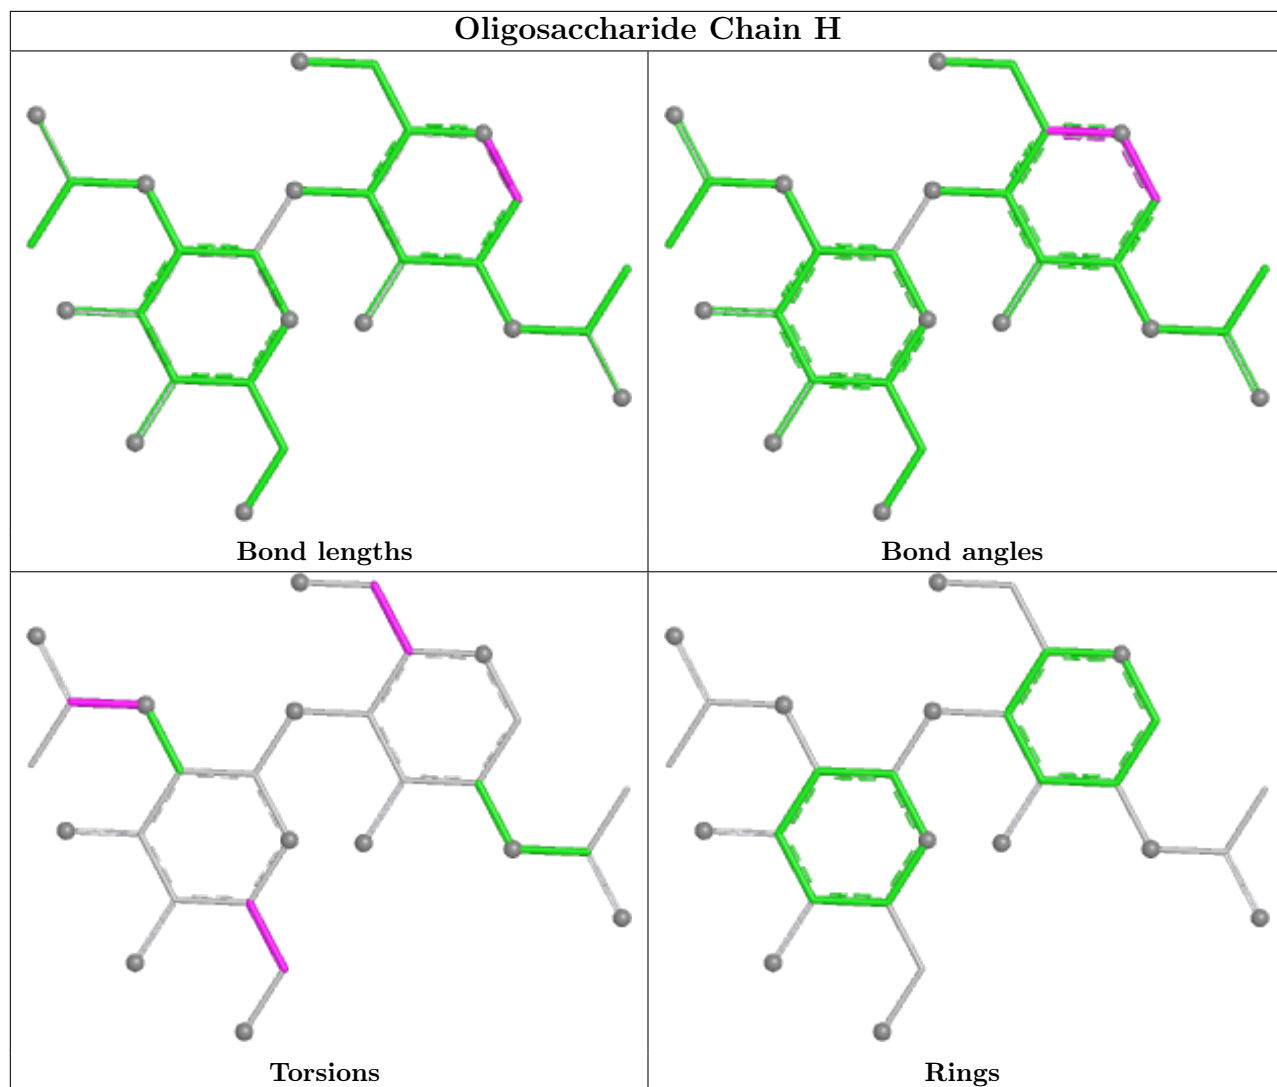 Oligosaccharide Chain H
Bond lengths
Bond angles
Torsions
Rings